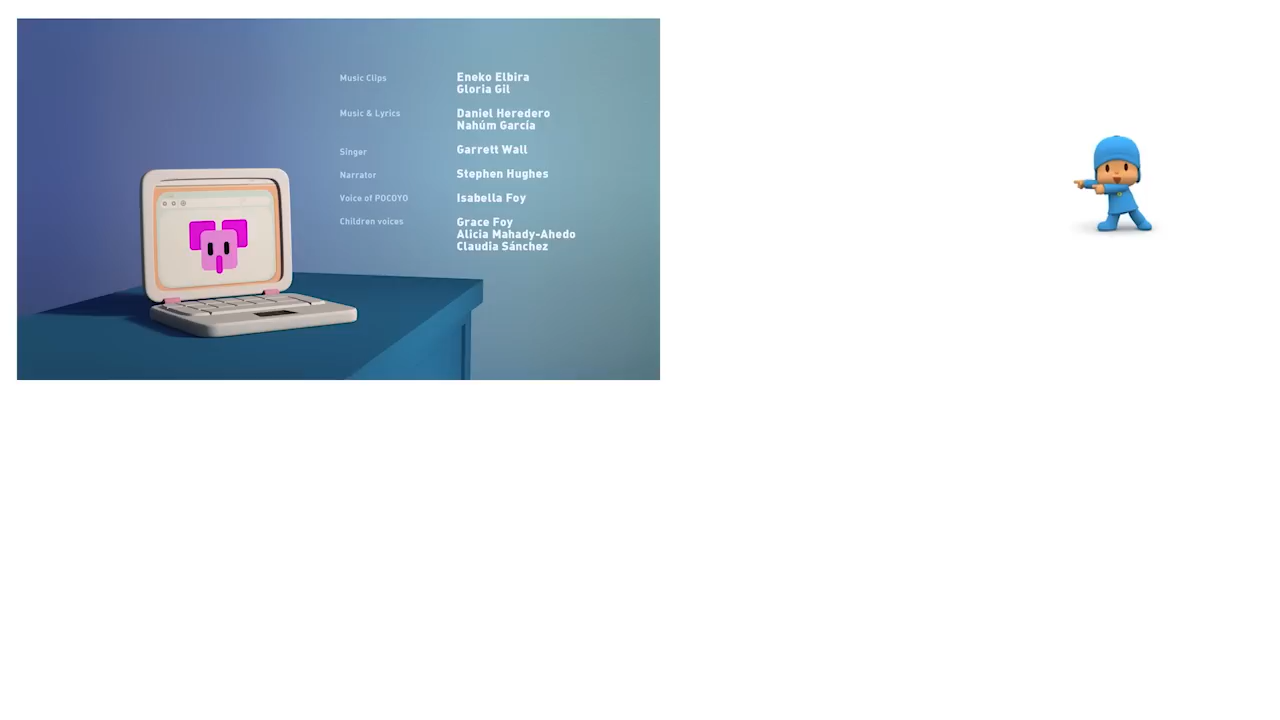 Music Clips Eneko Elbira
Gloria Gil
Music & Lyrics Daniel Heredero
Nahúm García
Singer Garrett Wall
Narrator Stephen Hughes
Voice of POCOYO Isabella Foy
Children voices Grace Foy
Alicia Mahady-Ahedo
Claudia Sánchez